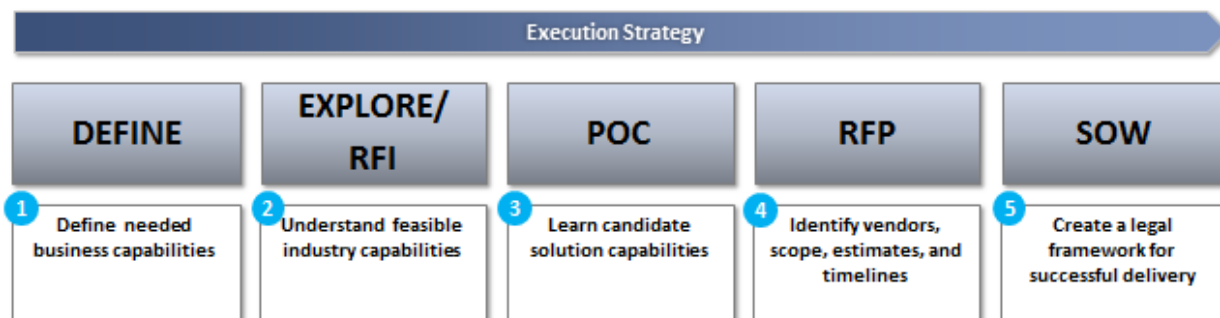 Execution Strategy
DEFINE
EXPLORE/
RFI
POC
RFP
SOW
1
Define needed
business capabilities
2
Understand feasible
industry capabilities
3
Learn candidate
solution capabilities
4
Identify vendors,
scope, estimates, and
timelines
5
Create a legal
framework for
successful delivery